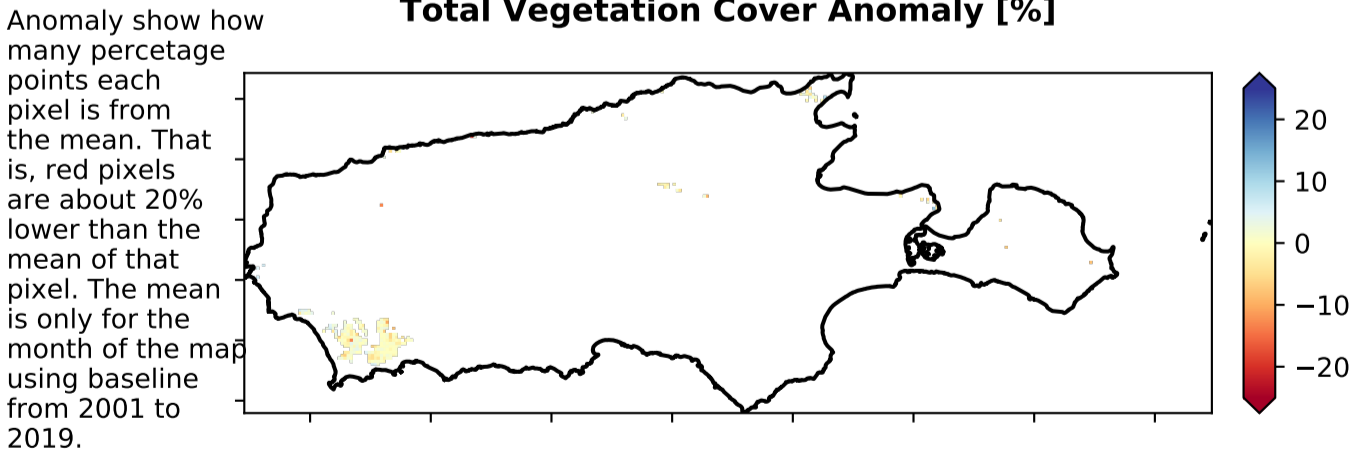 Total Vegetation Cover Anomaly [%]
Anomaly show how
many percetage
points each
pixel is from
the mean. That
is, red pixels
are about 20%
lower than the
mean of that
pixel. The mean
is only for the
month of the map
using baseline
from 2001 to
2019.
20
10
0
−10
−20